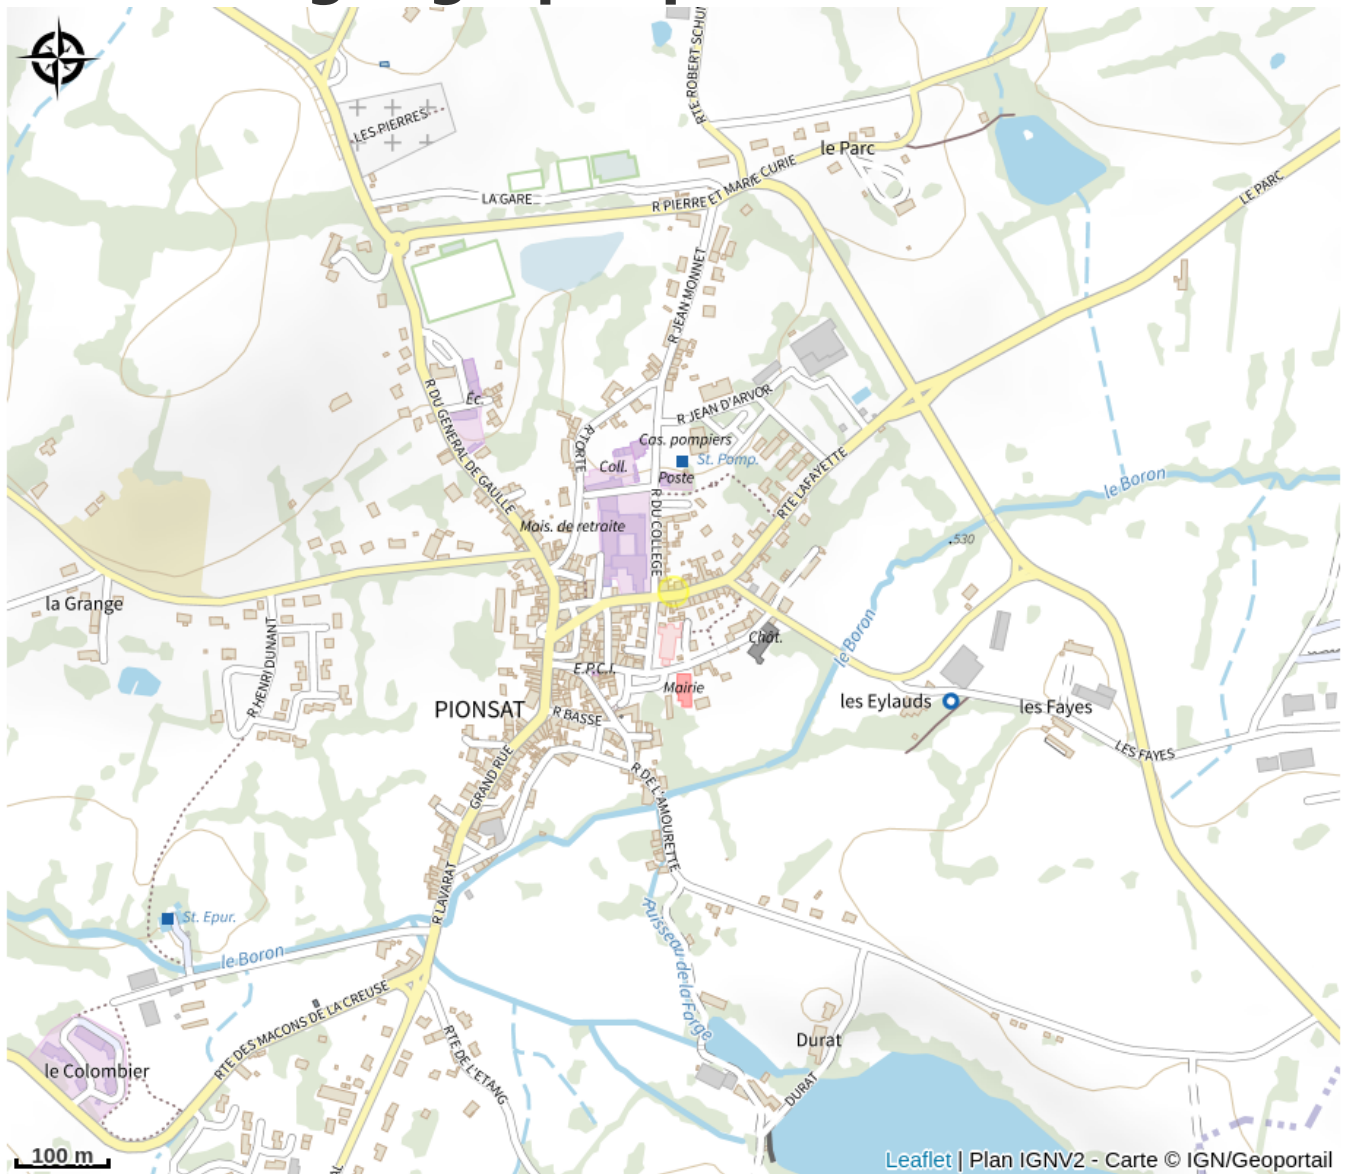 RTE ROBERT SCHU
LES PIERRES
le Parc
R PIERRE ET MARIE CURIE
LA GARE
LE PARC
R JEAN MONNET
R DU GENERAL DE GAULLE
Éc.
R JEAN D'ARVOR
R TORTE
Cas. pompiers
St. Pomp.
Coll.
Poste
RTE LAFAYETTE
le Boron
Mais. de retraite
R DU COLLEGE
.530
la Grange
R HENRI DUNANT
Chât.
le Boron
E.P.C.I.
Mairie
les Eylauds
les Fayes
PIONSAT
R BASSE
LES FAYES
GRAND RUE
R DE L'AMOURETTE
R LAVARAT
St. Epur.
le Boron
Ruisseau de la Forge
RTE DES MACONS DE LA CREUSE
RTE DE L'ETANG
Durat
le Colombier
DURAT
100 m
Leaflet | Plan IGNV2 - Carte © IGN/Geoportail